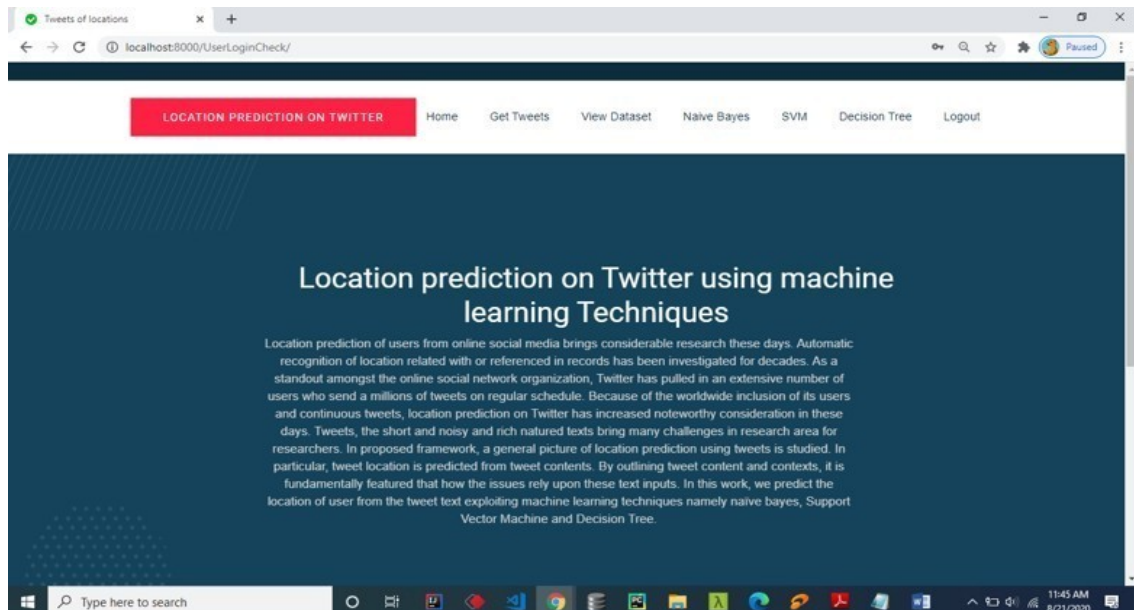 Tweets of locations
localhost:8000/UserLoginCheck/
Paused
LOCATION PREDICTION ON TWITTER Home Get Tweets View Dataset Naive Bayes SVM Decision Tree Logout
Location prediction on Twitter using machine
learning Techniques
Location prediction of users from online social media brings considerable research these days. Automatic
recognition of location related with or referenced in records has been investigated for decades. As a
standout amongst the online social network organization, Twitter has pulled in an extensive number of
users who send a millions of tweets on regular schedule. Because of the worldwide inclusion of its users
and continuous tweets, location prediction on Twitter has increased noteworthy consideration in these
days. Tweets, the short and noisy and rich natured texts bring many challenges in research area for
researchers. In proposed framework, a general picture of location prediction using tweets is studied. In
particular, tweet location is predicted from tweet contents. By outlining tweet content and contexts, it is
fundamentally featured that how the issues rely upon these text inputs. In this work, we predict the
location of user from the tweet text exploiting machine learning techniques namely naïve bayes, Support
Vector Machine and Decision Tree.
Type here to search
11:45 AM
8/21/2020